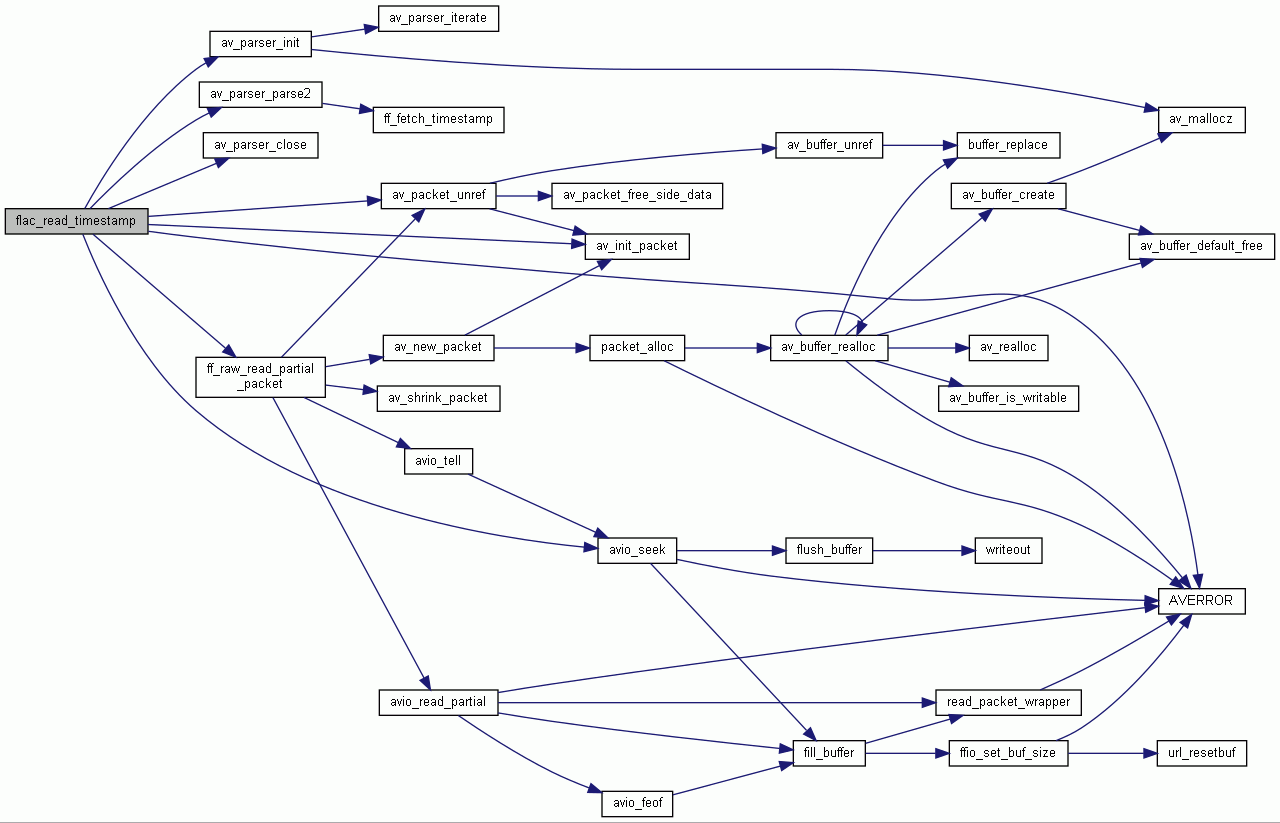 av_parser_iterate
av_parser_init
av_parser_parse2
ff_fetch_timestamp
av_mallocz
av_parser_close
av_buffer_unref
buffer_replace
flac_read_timestamp
av_packet_unref
av_packet_free_side_data
av_buffer_create
av_init_packet
av_buffer_default_free
ff_raw_read_partial
_packet
av_new_packet
packet_alloc
av_buffer_realloc
av_realloc
av_shrink_packet
av_buffer_is_writable
avio_tell
avio_seek
flush_buffer
writeout
AVERROR
avio_read_partial
read_packet_wrapper
fill_buffer
ffio_set_buf_size
url_resetbuf
avio_feof